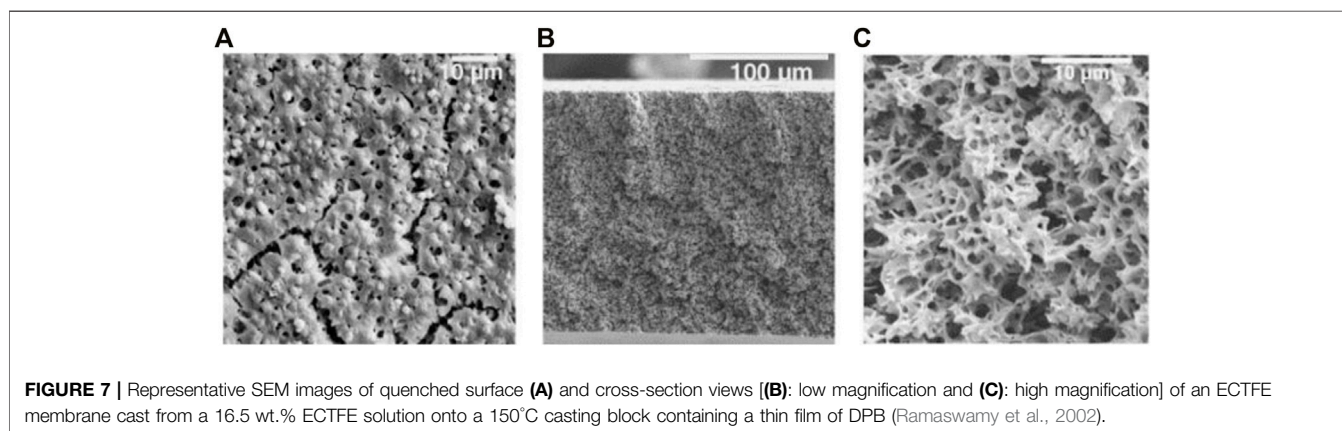 A
B
C
10 µm
100 µm
10 µm
FIGURE 7 | Representative SEM images of quenched surface (A) and cross-section views [(B): low magnification and (C): high magnification] of an ECTFE
membrane cast from a 16.5 wt.% ECTFE solution onto a 150°C casting block containing a thin film of DPB (Ramaswamy et al., 2002).